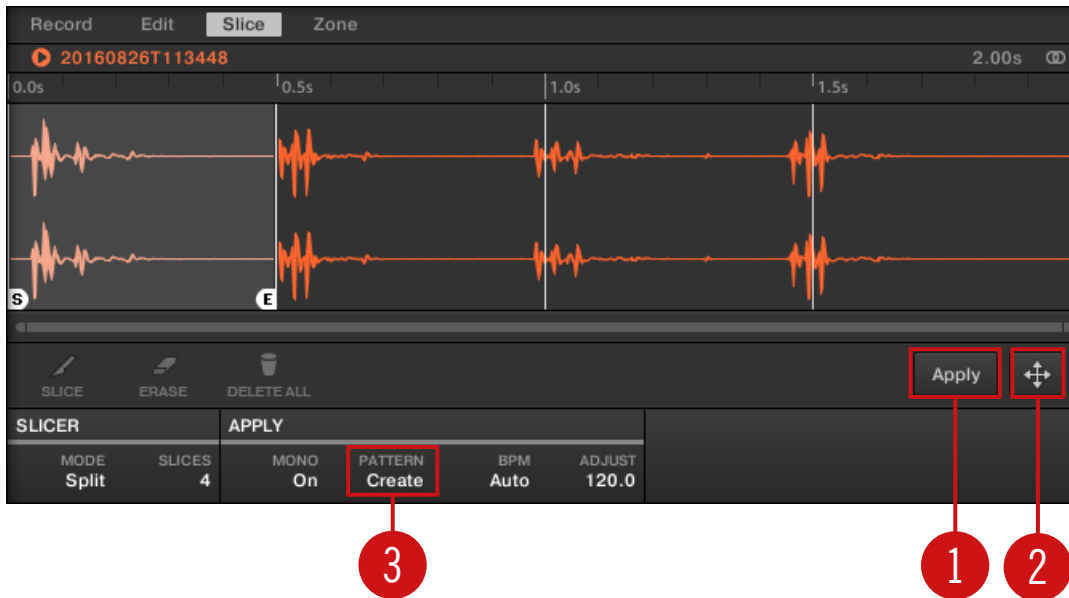 Record Edit Slice Zone
20160826T113448 2.00s
0.0s 0.5s 1.0s 1.5s
S E
SLICE ERASE DELETE ALL Apply
SLICER APPLY
MODE SLICES MONO PATTERN BPM ADJUST
Split 4 On Create Auto 120.0
3 1 2